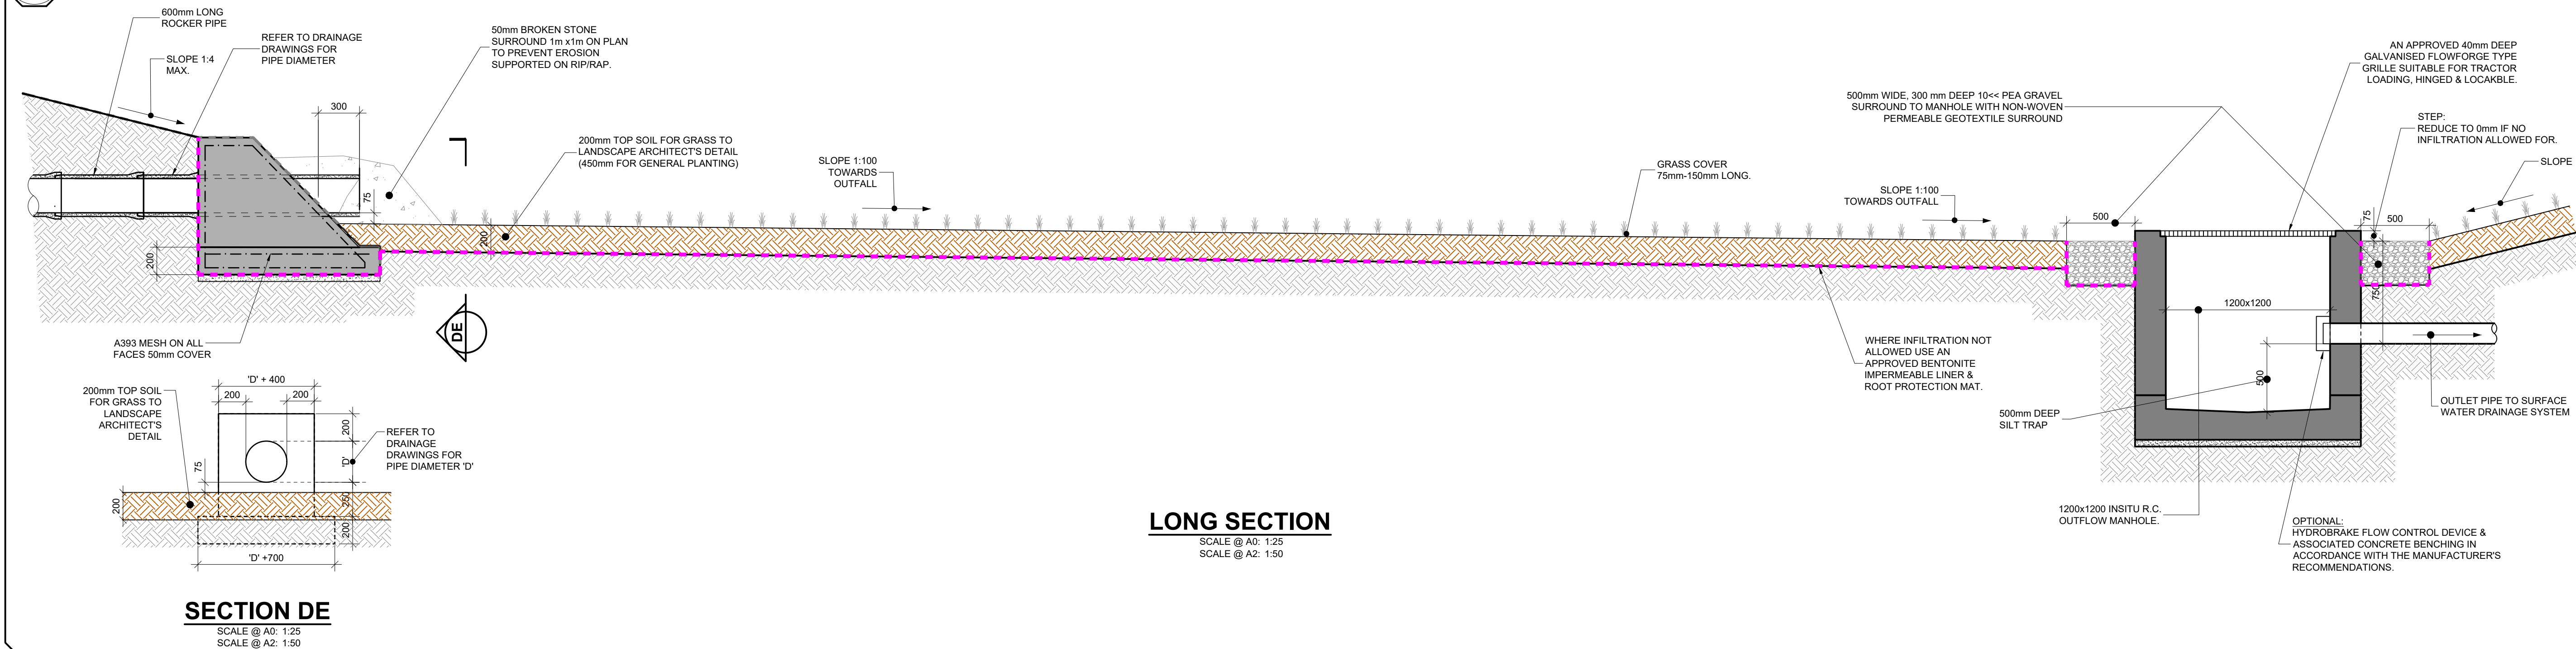 600mm LONG
ROCKER PIPE
REFER TO DRAINAGE
DRAWINGS FOR
PIPE DIAMETER
SLOPE 1:4
MAX.
300
50mm BROKEN STONE
SURROUND 1m x1m ON PLAN
TO PREVENT EROSION
SUPPORTED ON RIP/RAP.
75
200mm TOP SOIL FOR GRASS TO
LANDSCAPE ARCHITECT'S DETAIL
(450mm FOR GENERAL PLANTING)
200
200
SLOPE 1:100
TOWARDS
OUTFALL
GRASS COVER
75mm-150mm LONG.
SLOPE 1:100
TOWARDS OUTFALL
500mm WIDE, 300 mm DEEP 10<< PEA GRAVEL
SURROUND TO MANHOLE WITH NON-WOVEN
PERMEABLE GEOTEXTILE SURROUND
AN APPROVED 40mm DEEP
GALVANISED FLOWFORGE TYPE
GRILLE SUITABLE FOR TRACTOR
LOADING, HINGED & LOCAKBLE.
STEP:
REDUCE TO 0mm IF NO
INFILTRATION ALLOWED FOR.
SLOPE
500
75
500
750
1200x1200
500
A393 MESH ON ALL
FACES 50mm COVER
DE
WHERE INFILTRATION NOT
ALLOWED USE AN
APPROVED BENTONITE
IMPERMEABLE LINER &
ROOT PROTECTION MAT.
500mm DEEP
SILT TRAP
OUTLET PIPE TO SURFACE
WATER DRAINAGE SYSTEM
1200x1200 INSITU R.C.
OUTFLOW MANHOLE.
OPTIONAL:
HYDROBRAKE FLOW CONTROL DEVICE &
ASSOCIATED CONCRETE BENCHING IN
ACCORDANCE WITH THE MANUFACTURER'S
RECOMMENDATIONS.
LONG SECTION
SCALE @ A0: 1:25
SCALE @ A2: 1:50
200mm TOP SOIL
FOR GRASS TO
LANDSCAPE
ARCHITECT'S
DETAIL
'D' + 400
200
200
200
'D'
250
200
75
200
REFER TO
DRAINAGE
DRAWINGS FOR
PIPE DIAMETER 'D'
'D' +700
SECTION DE
SCALE @ A0: 1:25
SCALE @ A2: 1:50